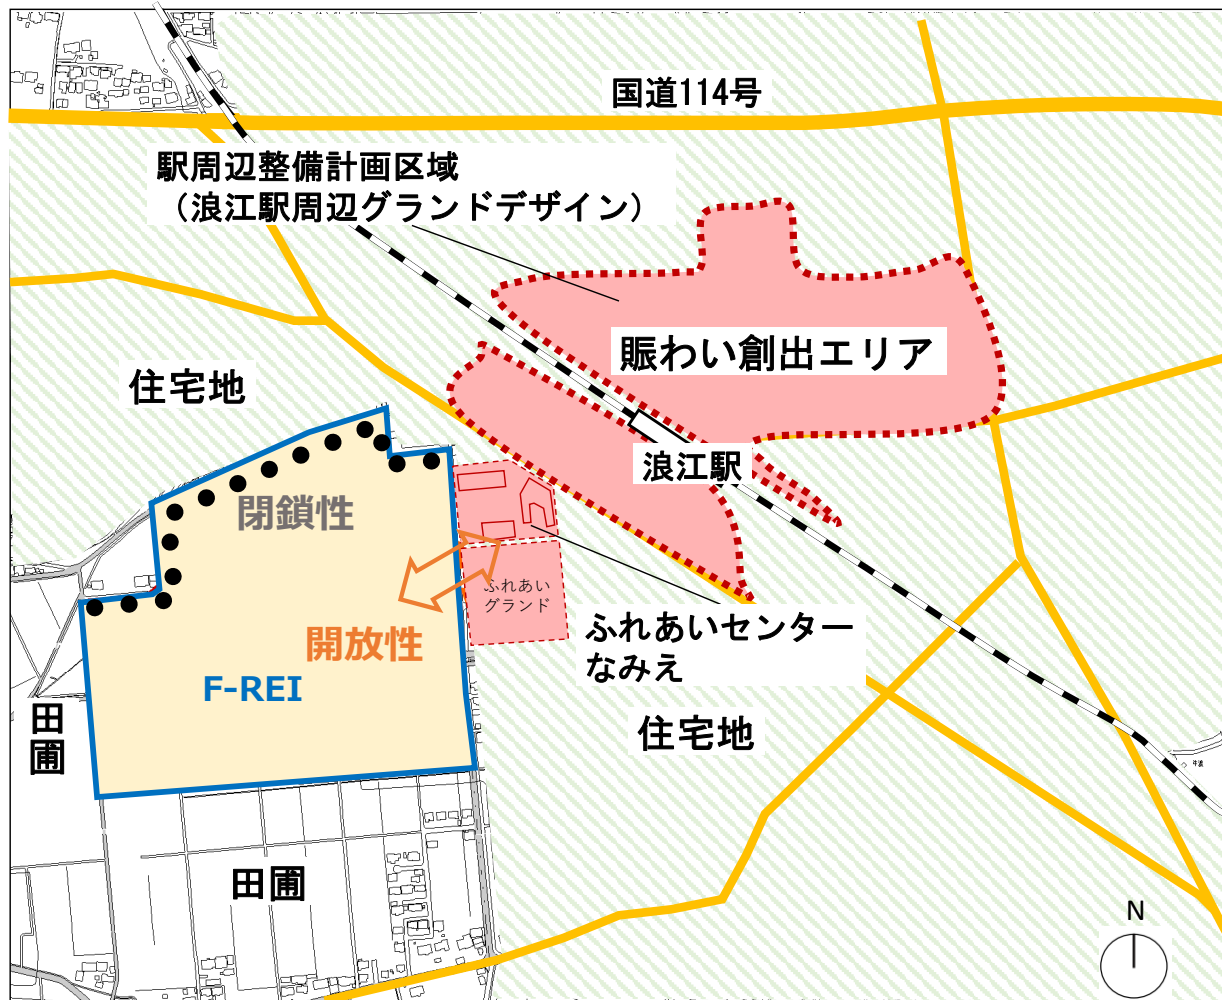 国道114号
駅周辺整備計画区域
（浪江駅周辺グランドデザイン）
賑わい創出エリア
住宅地
浪江駅
閉鎖性
ふれあい
グランド
開放性
ふれあいセンター
なみえ
F-REI
田
圃
住宅地
田圃
N